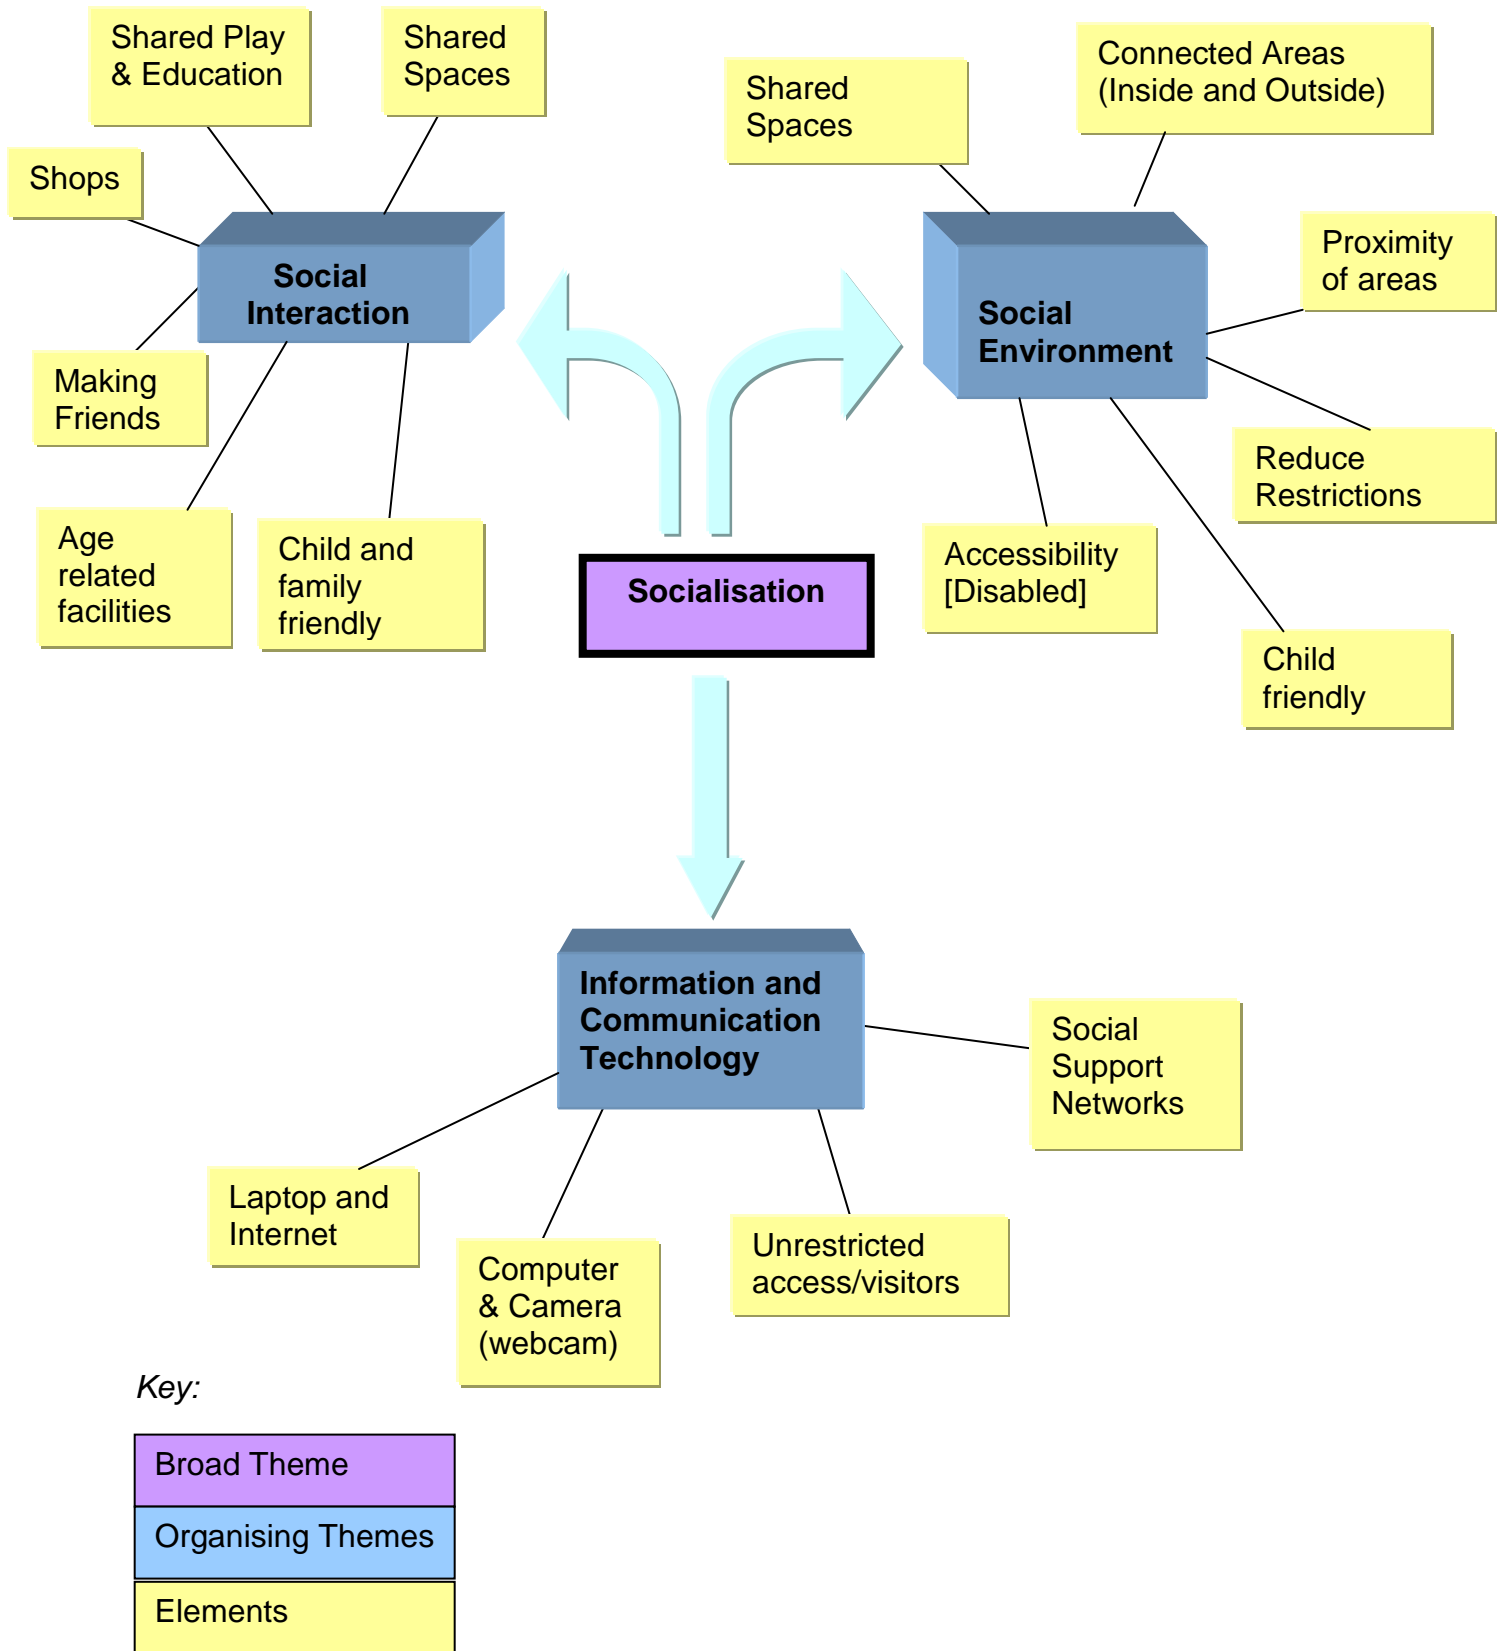 Shared Play
& Education
Shared
Spaces
Shops
Social
Interaction
Making
Friends
Age
related
facilities
Child and
family
friendly
Shared
Spaces
Connected Areas
(Inside and Outside)
Proximity
of areas
Social
Environment
Reduce
Restrictions
Accessibility
[Disabled]
Child
friendly
Socialisation
Information and
Communication
Technology
Social
Support
Networks
Laptop and
Internet
Computer
& Camera
(webcam)
Unrestricted
access/visitors
Key:
Broad Theme
Organising Themes
Elements